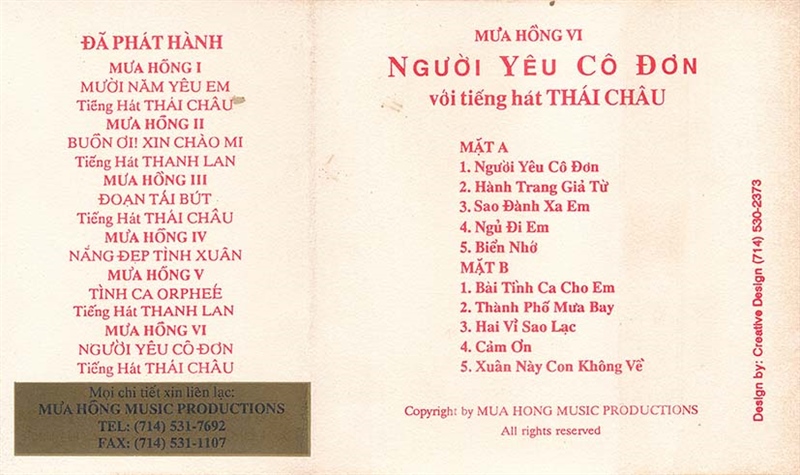 ĐÃ PHÁT HÀNH
MƯA HỒNG I
MƯỜI NĂM YÊU EM
Tiếng Hát THÁI CHÂU
MƯA HỒNG II
BUỒN ƠI! XIN CHÀO MI
Tiếng Hát THANH LAN
MƯA HỒNG III
ĐOẠN TÁI BÚT
Tiếng Hát THÁI CHÂU
MƯA HỒNG IV
NẮNG ĐẸP TÌNH XUÂN
MƯA HỒNG V
TÌNH CA ORPHEÉ
Tiếng Hát THANH LAN
MƯA HỒNG VI
NGƯỜI YÊU CÔ ĐƠN
Tiếng Hát THÁI CHÂU
Mọi chi tiết xin liên lạc:
MƯA HỒNG MUSIC PRODUCTIONS
TEL: (714) 531-7692
FAX: (714) 531-1107
MƯA HỒNG VI
NGƯỜI YÊU CÔ ĐƠN
với tiếng hát THÁI CHÂU
MẶT A
1. Người Yêu Cô Đơn
2. Hành Trang Giả Từ
3. Sao Đành Xa Em
4. Ngủ Đi Em
5. Biển Nhớ
MẶT B
1. Bài Tình Ca Cho Em
2. Thành Phố Mưa Bay
3. Hai Vì Sao Lạc
4. Cảm Ơn
5. Xuân Này Con Không Về
Copyright by MUA HONG MUSIC PRODUCTIONS
All rights reserved
Design by: Creative Design (714) 530-2373